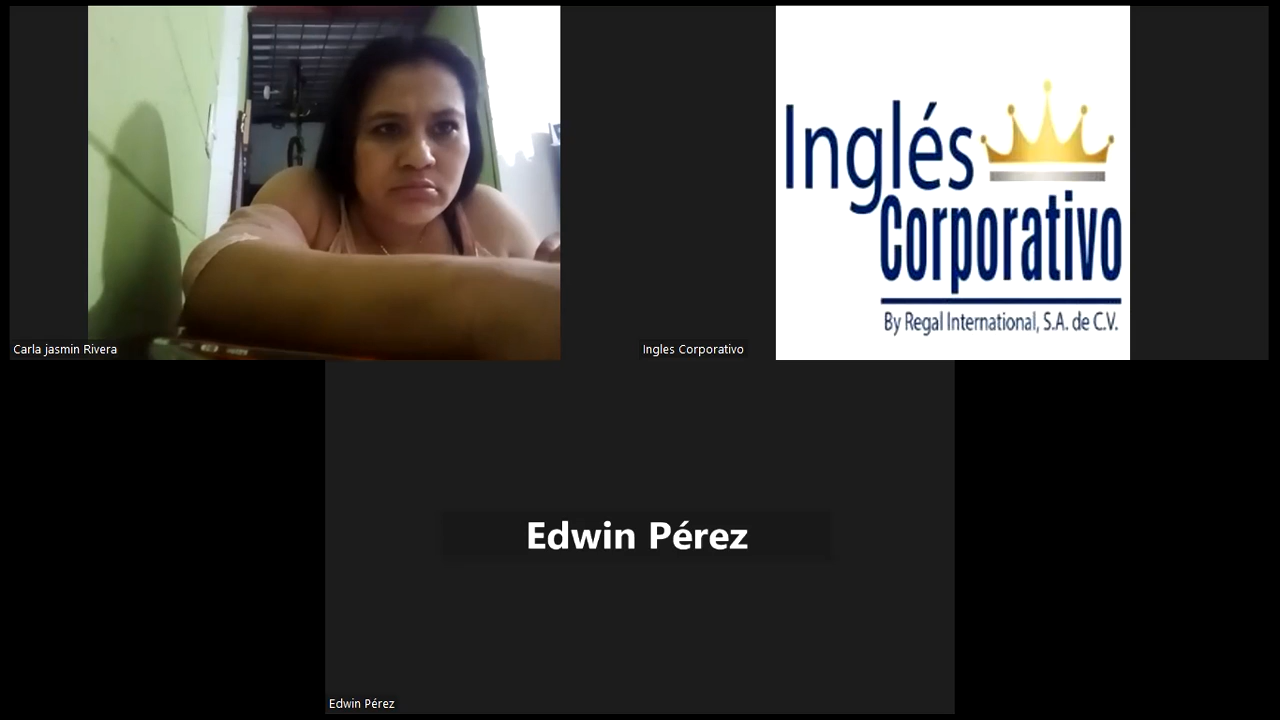 Inglés
Corporativo
By Regal International, S.A. de C.V.
Carla jasmin Rivera
Ingles Corporativo
Edwin Pérez
Edwin Pérez